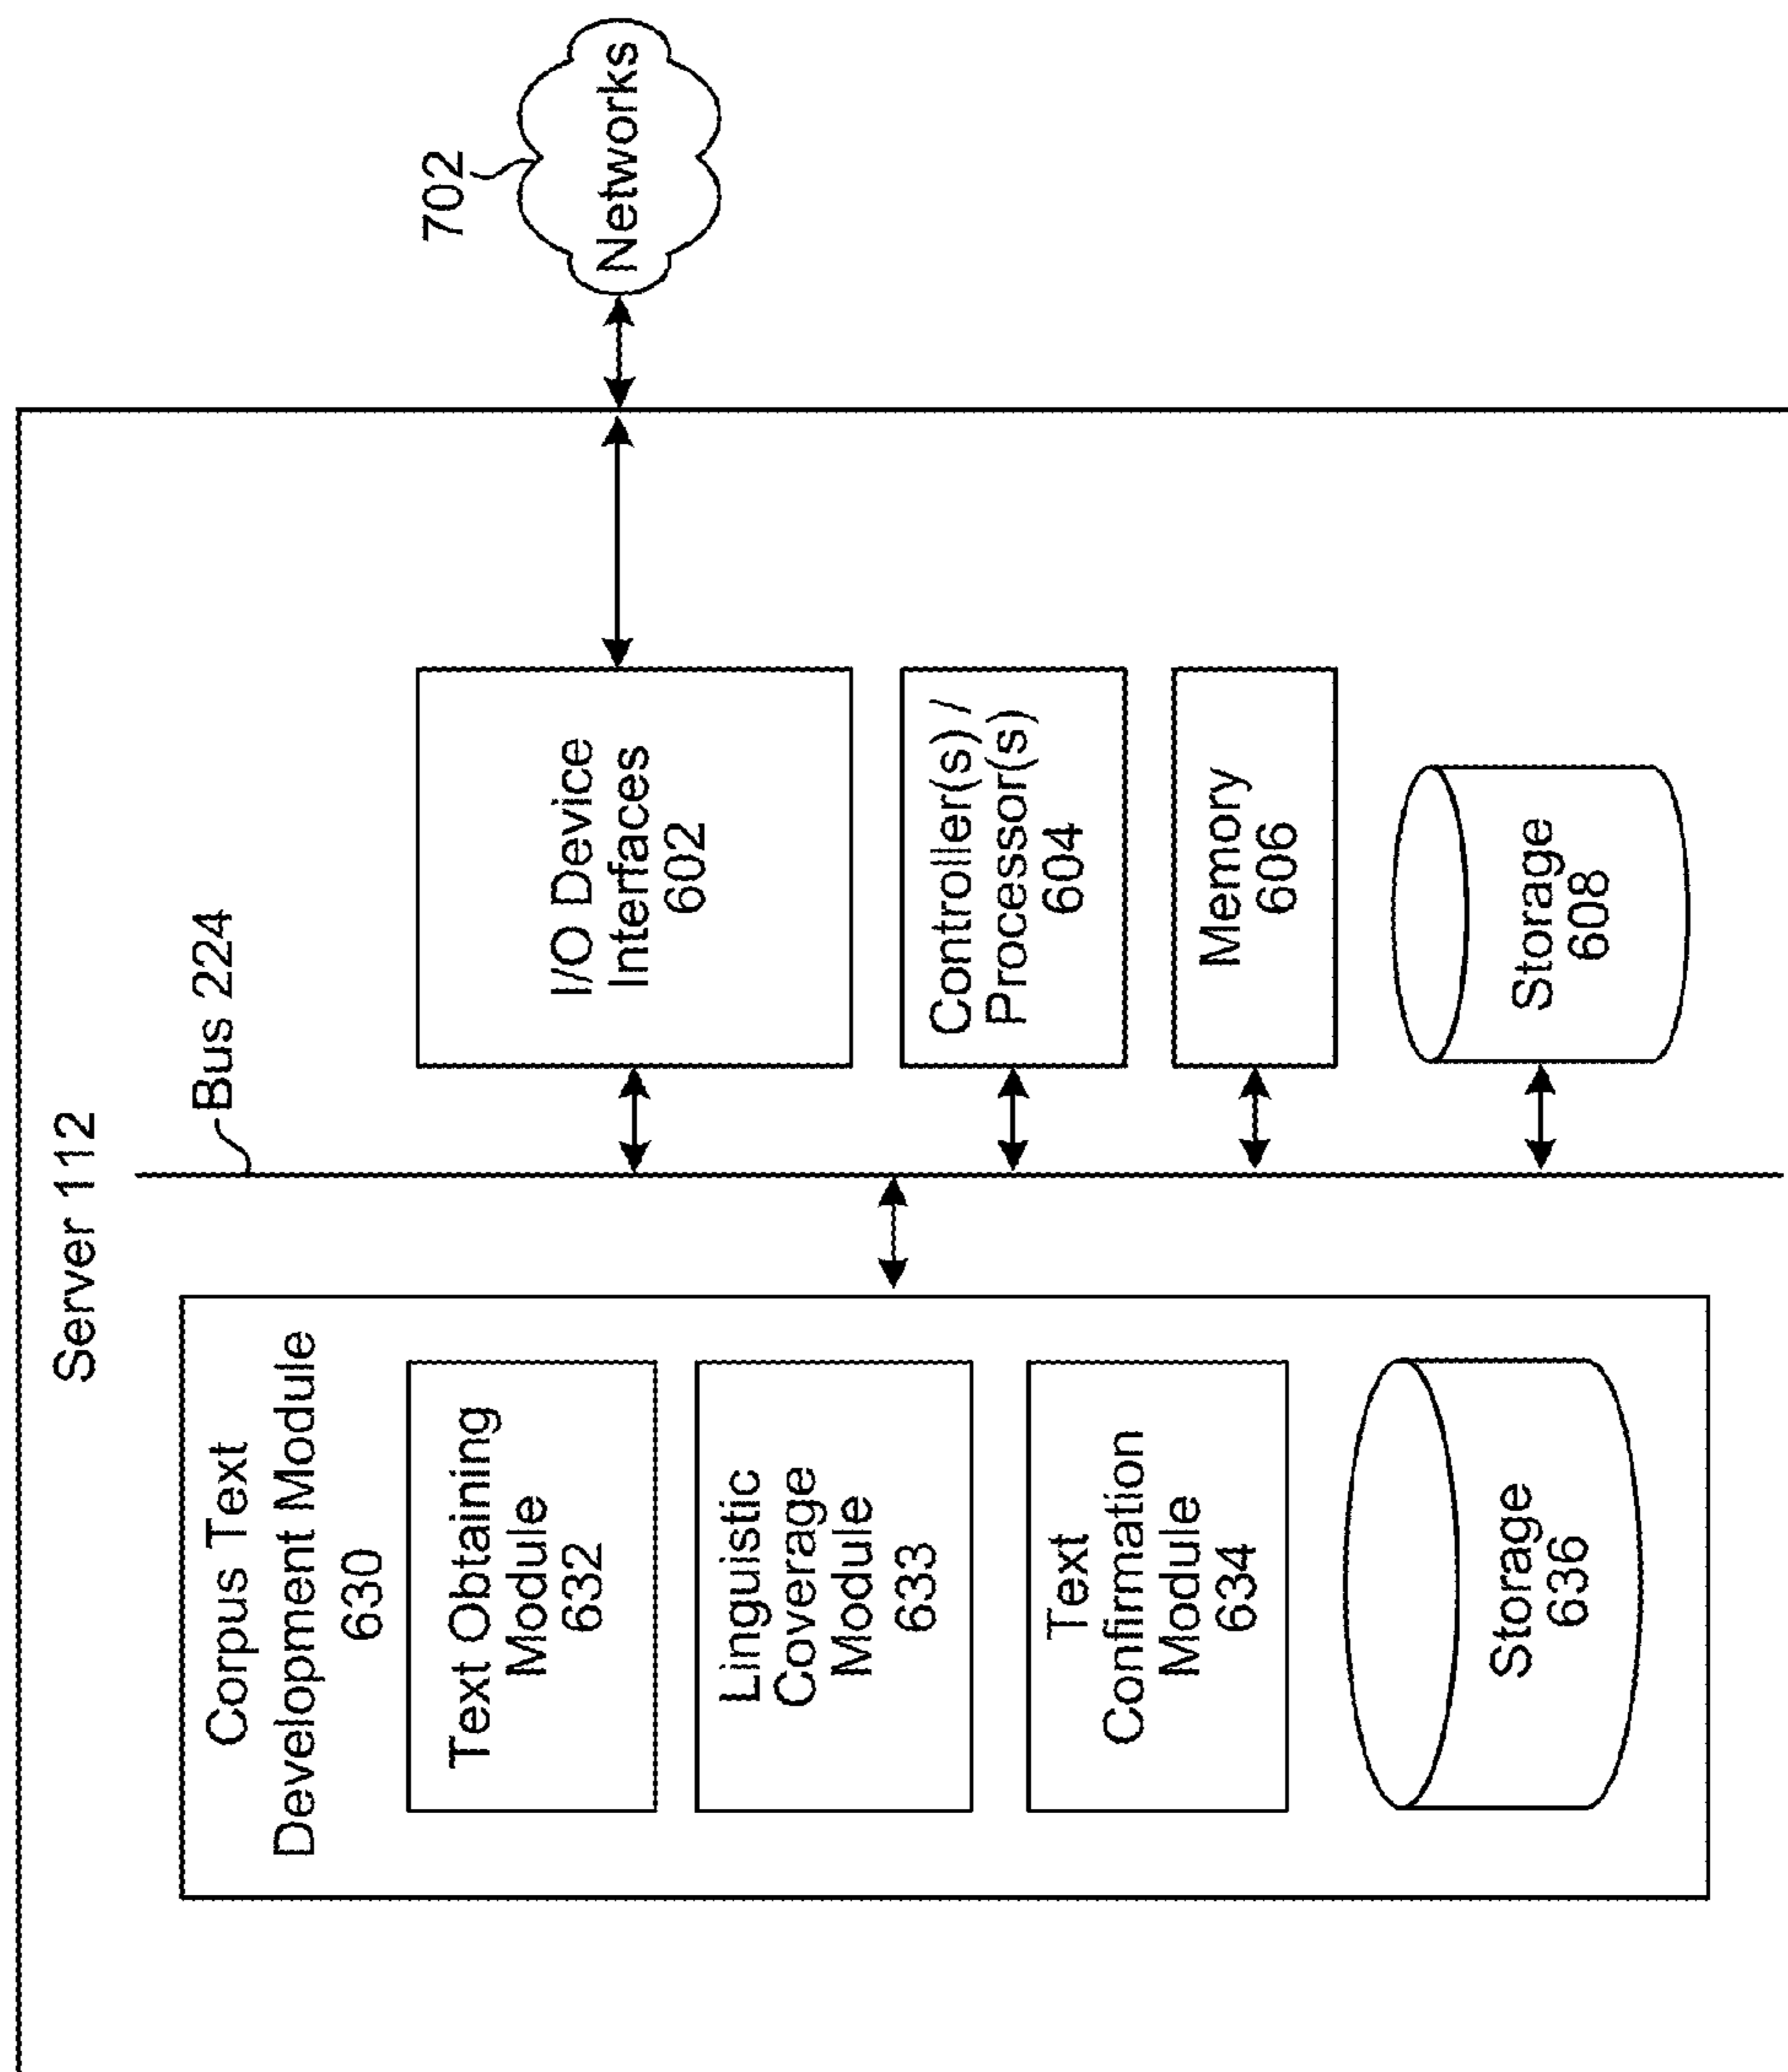 Server 112
Bus 224
Corpus Text
Development Module
630
Text Obtaining
Module
632
Linguistic
Coverage
Module
633
Text
Confirmation
Module
634
Storage
636
I/O Device
Interfaces
602
Controller(s) /
Processor(s)
604
Memory
606
Storage
608
702
Networks